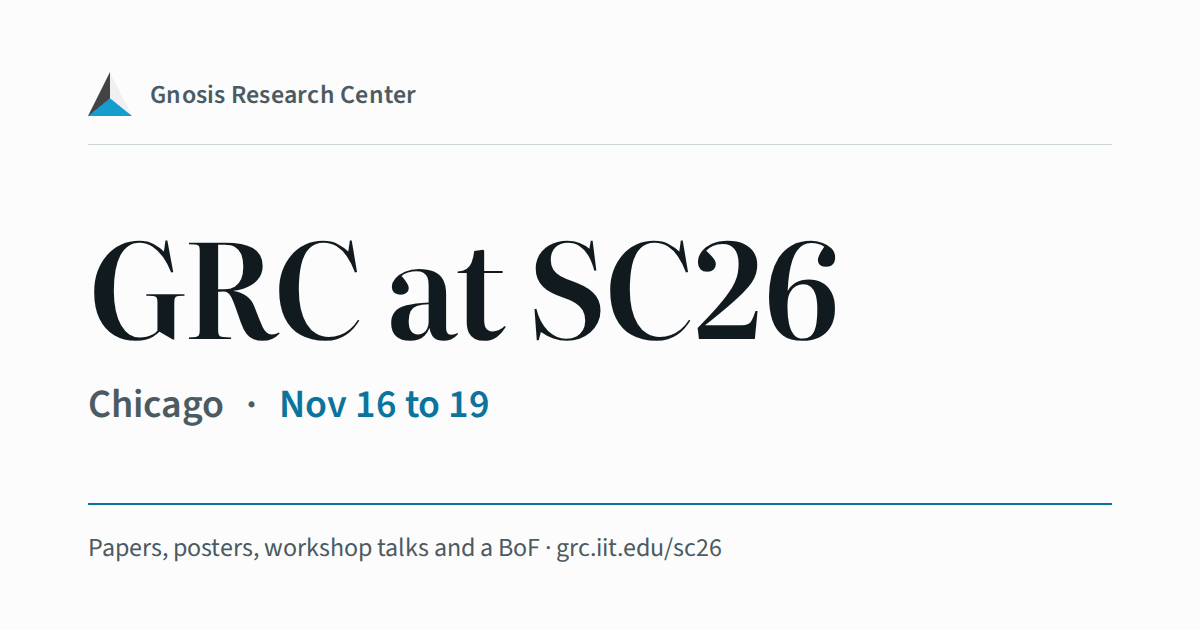 Gnosis Research Center
GRC at SC26
Chicago · Nov 16 to 19
Papers, posters, workshop talks and a BoF · grc.iit.edu/sc26